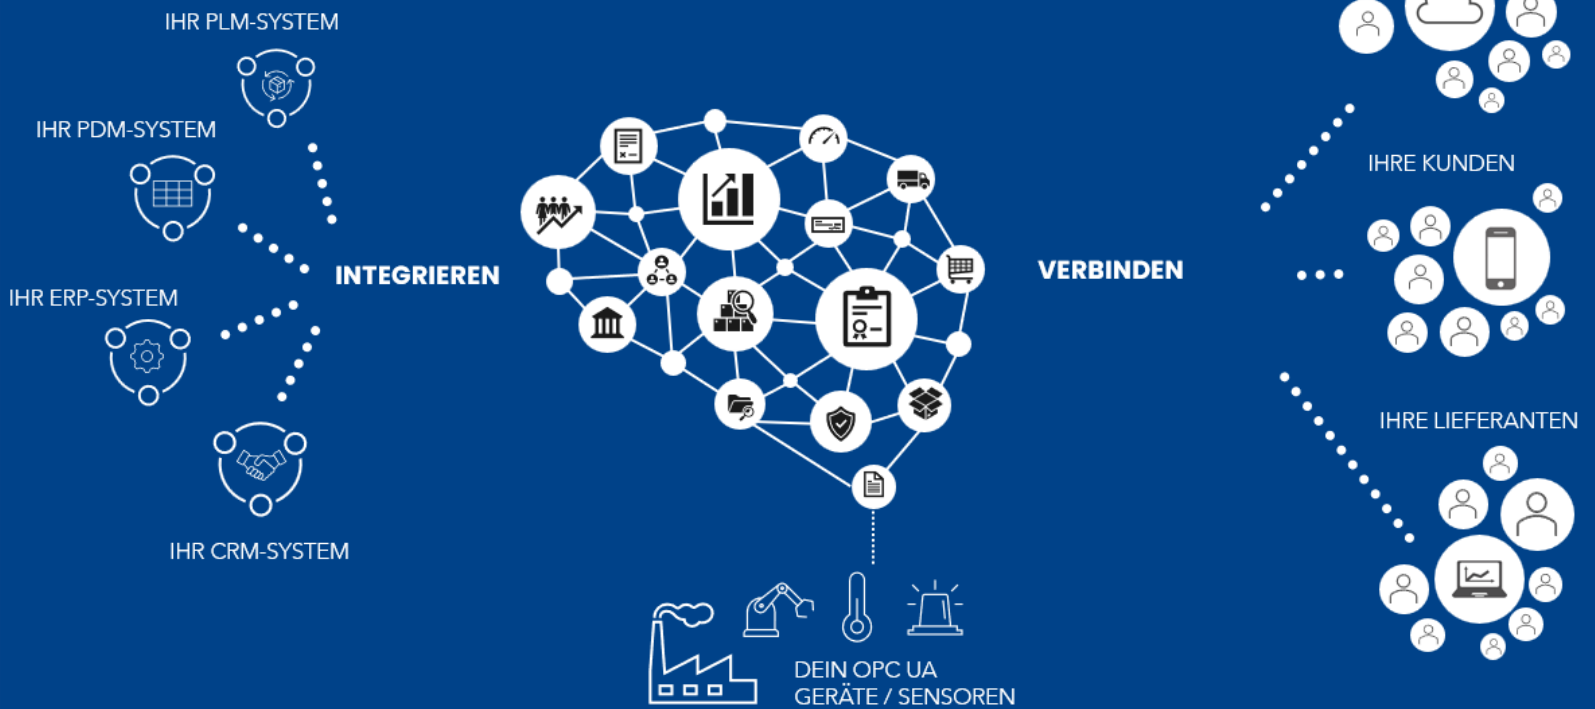 IHR PLM-SYSTEM
IHR PDM-SYSTEM
IHR ERP-SYSTEM
IHR CRM-SYSTEM
INTEGRIEREN
VERBINDEN
IHRE KUNDEN
IHRE LIEFERANTEN
DEIN OPC UA
GERÄTE / SENSOREN